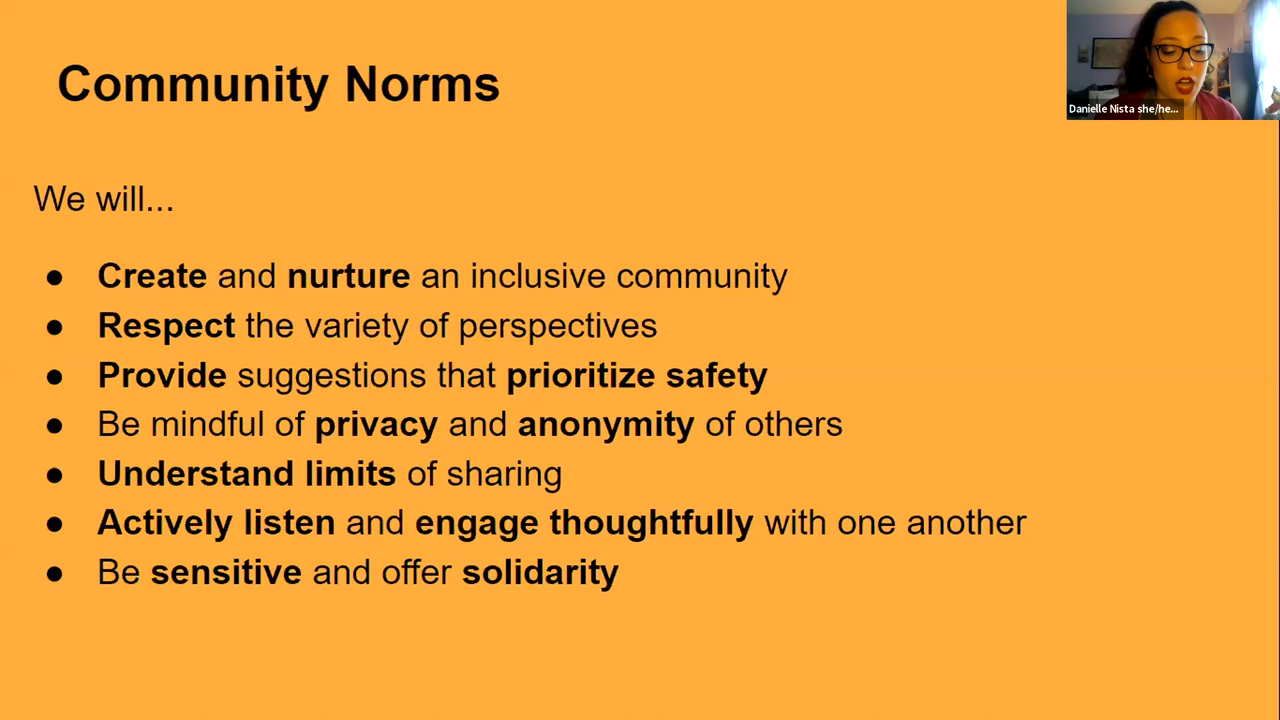 Community Norms
Danielle Nista she/he...
We will...
● Create and nurture an inclusive community
● Respect the variety of perspectives
● Provide suggestions that prioritize safety
● Be mindful of privacy and anonymity of others
● Understand limits of sharing
● Actively listen and engage thoughtfully with one another
● Be sensitive and offer solidarity